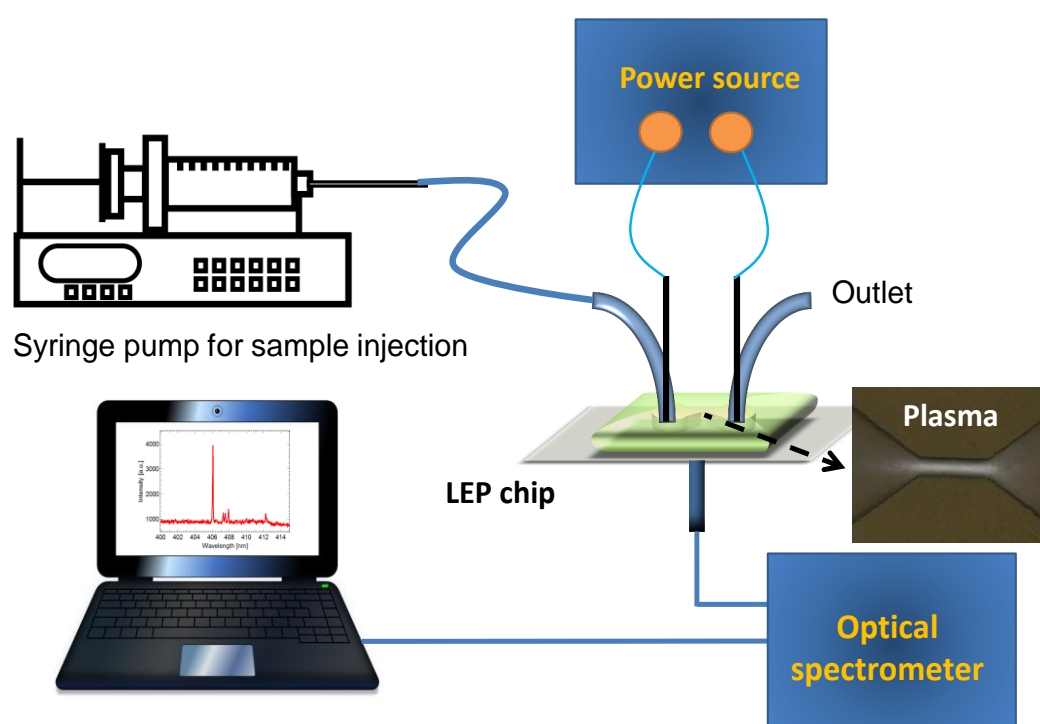 Power source
Outlet
Syringe pump for sample injection
Plasma
LEP chip
4000
3000
2000
1000
Intensity [a.u.]
400 402 404 406 408 410 412 414
Wavelength [nm]
Optical
spectrometer